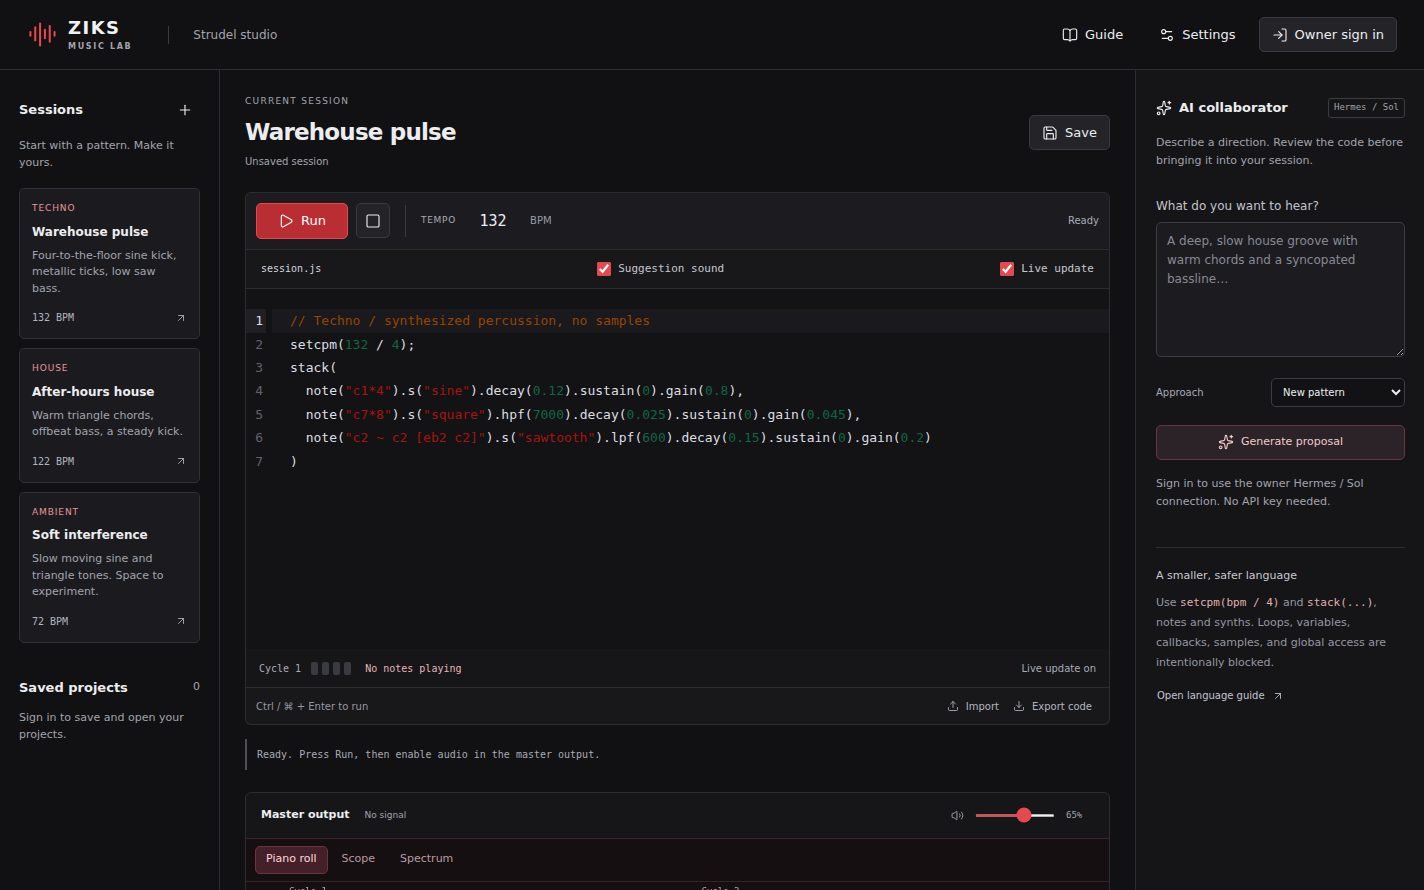 ZIKS
MUSIC LAB
Strudel studio
Guide
Settings
Owner sign in
Sessions
Start with a pattern. Make it
yours.
TECHNO
Warehouse pulse
Four-to-the-floor sine kick,
metallic ticks, low saw
bass.
132 BPM
HOUSE
After-hours house
Warm triangle chords,
offbeat bass, a steady kick.
122 BPM
AMBIENT
Soft interference
Slow moving sine and
triangle tones. Space to
experiment.
72 BPM
Saved projects 0
Sign in to save and open your
projects.
CURRENT SESSION
Warehouse pulse
Save
Unsaved session
Run
TEMPO 132 BPM
Ready
session.js
Suggestion sound
Live update
1 // Techno / synthesized percussion, no samples
2 setcpm(132 / 4);
3 stack(
4 note("c1*4").s("sine").decay(0.12).sustain(0).gain(0.8),
5 note("c7*8").s("square").hpf(7000).decay(0.025).sustain(0).gain(0.045),
6 note("c2 ~ c2 [eb2 c2]").s("sawtooth").lpf(600).decay(0.15).sustain(0).gain(0.2)
7 )
Cycle 1
No notes playing
Live update on
Ctrl / ⌘ + Enter to run
Import
Export code
Ready. Press Run, then enable audio in the master output.
Master output
No signal
65%
Piano roll
Scope
Spectrum
Cycle 1
Cycle 2
AI collaborator
Hermes / Sol
Describe a direction. Review the code before
bringing it into your session.
What do you want to hear?
A deep, slow house groove with
warm chords and a syncopated
bassline…
Approach
New pattern
Generate proposal
Sign in to use the owner Hermes / Sol
connection. No API key needed.
A smaller, safer language
Use setcpm(bpm / 4) and stack(...),
notes and synths. Loops, variables,
callbacks, samples, and global access are
intentionally blocked.
Open language guide